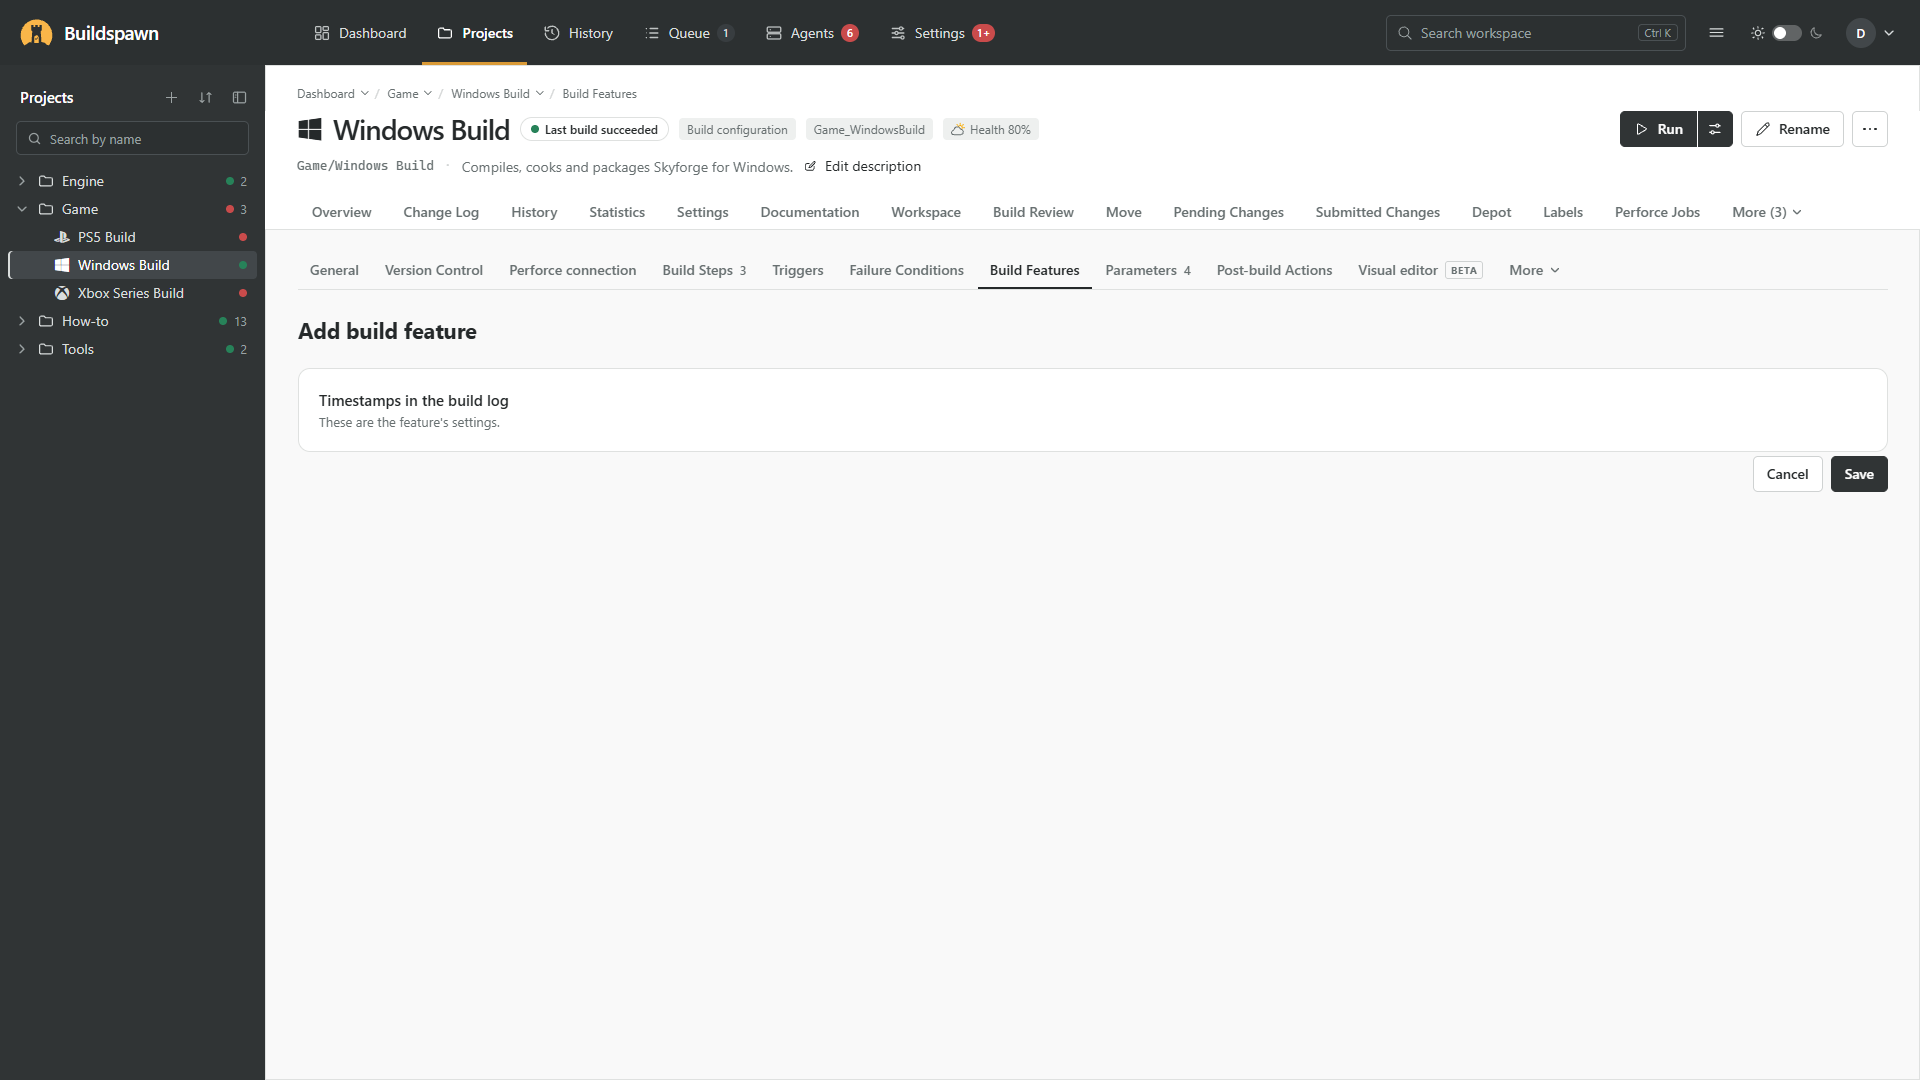 Buildspawn
Dashboard
Projects
History
Queue 1
Agents 6
Settings 1+
Search workspace Ctrl K
D
Projects
Search by name
Engine 2
Game 3
PS5 Build
Windows Build
Xbox Series Build
How-to 13
Tools 2
Dashboard / Game / Windows Build / Build Features
Windows Build Last build succeeded Build configuration Game_WindowsBuild Health 80%
Run Rename
Game/Windows Build · Compiles, cooks and packages Skyforge for Windows. Edit description
Overview Change Log History Statistics Settings Documentation Workspace Build Review Move Pending Changes Submitted Changes Depot Labels Perforce Jobs More (3)
General Version Control Perforce connection Build Steps 3 Triggers Failure Conditions Build Features Parameters 4 Post-build Actions Visual editor BETA More
Add build feature
Timestamps in the build log
These are the feature's settings.
Cancel Save